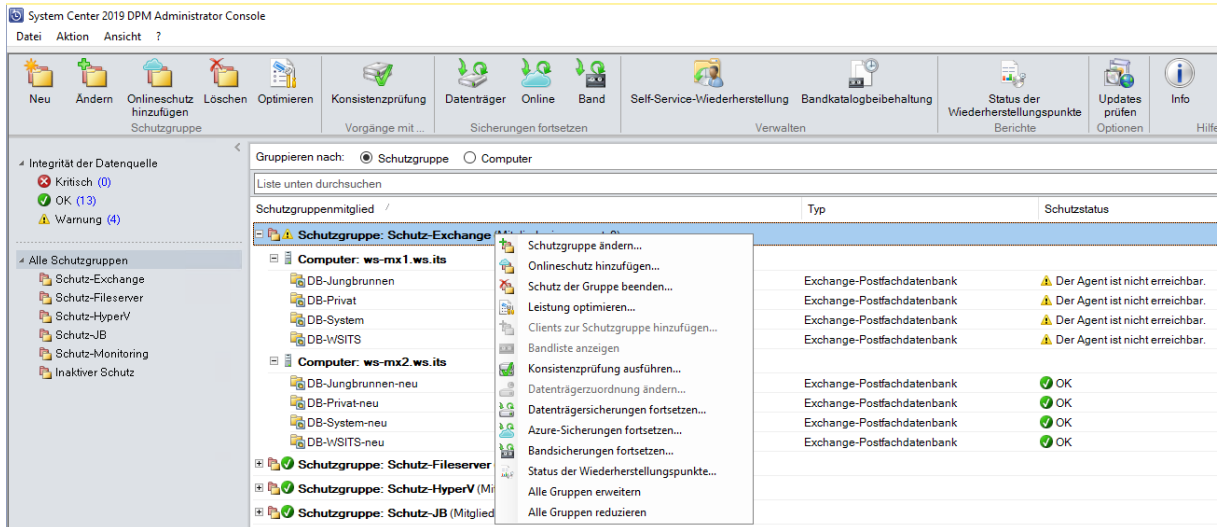 System Center 2019 DPM Administrator Console
Datei Aktion Ansicht ?
Neu Ändern Onlineschutz hinzufügen Löschen Optimieren Konsistenzprüfung Datenträger Online Band Self-Service-Wiederherstellung Bandkatalogbeibehaltung Status der Wiederherstellungspunkte Updates prüfen Info
Schutzgruppe Vorgänge mit ... Sicherungen fortsetzen Verwalten Berichte Optionen Hilfe
Integrität der Datenquelle
Kritisch (0)
OK (13)
Warnung (4)
Alle Schutzgruppen
Schutz-Exchange
Schutz-Fileserver
Schutz-HyperV
Schutz-JB
Schutz-Monitoring
Inaktiver Schutz
Gruppieren nach: Schutzgruppe Computer
Liste unten durchsuchen
Schutzgruppenmitglied Typ Schutzstatus
Schutzgruppe: Schutz-Exchange
Computer: ws-mx1.ws.its
DB-Jungbrunnen Exchange-Postfachdatenbank Der Agent ist nicht erreichbar.
DB-Privat Exchange-Postfachdatenbank Der Agent ist nicht erreichbar.
DB-System Exchange-Postfachdatenbank Der Agent ist nicht erreichbar.
DB-WSITS Exchange-Postfachdatenbank Der Agent ist nicht erreichbar.
Computer: ws-mx2.ws.its
DB-Jungbrunnen-neu Exchange-Postfachdatenbank OK
DB-Privat-neu Exchange-Postfachdatenbank OK
DB-System-neu Exchange-Postfachdatenbank OK
DB-WSITS-neu Exchange-Postfachdatenbank OK
Schutzgruppe: Schutz-Fileserver
Schutzgruppe: Schutz-HyperV (Mi
Schutzgruppe: Schutz-JB (Mitglied
Schutzgruppe ändern...
Onlineschutz hinzufügen...
Schutz der Gruppe beenden...
Leistung optimieren...
Clients zur Schutzgruppe hinzufügen...
Bandliste anzeigen
Konsistenzprüfung ausführen...
Datenträgerzuordnung ändern...
Datenträgersicherungen fortsetzen...
Azure-Sicherungen fortsetzen...
Bandsicherungen fortsetzen...
Status der Wiederherstellungspunkte...
Alle Gruppen erweitern
Alle Gruppen reduzieren